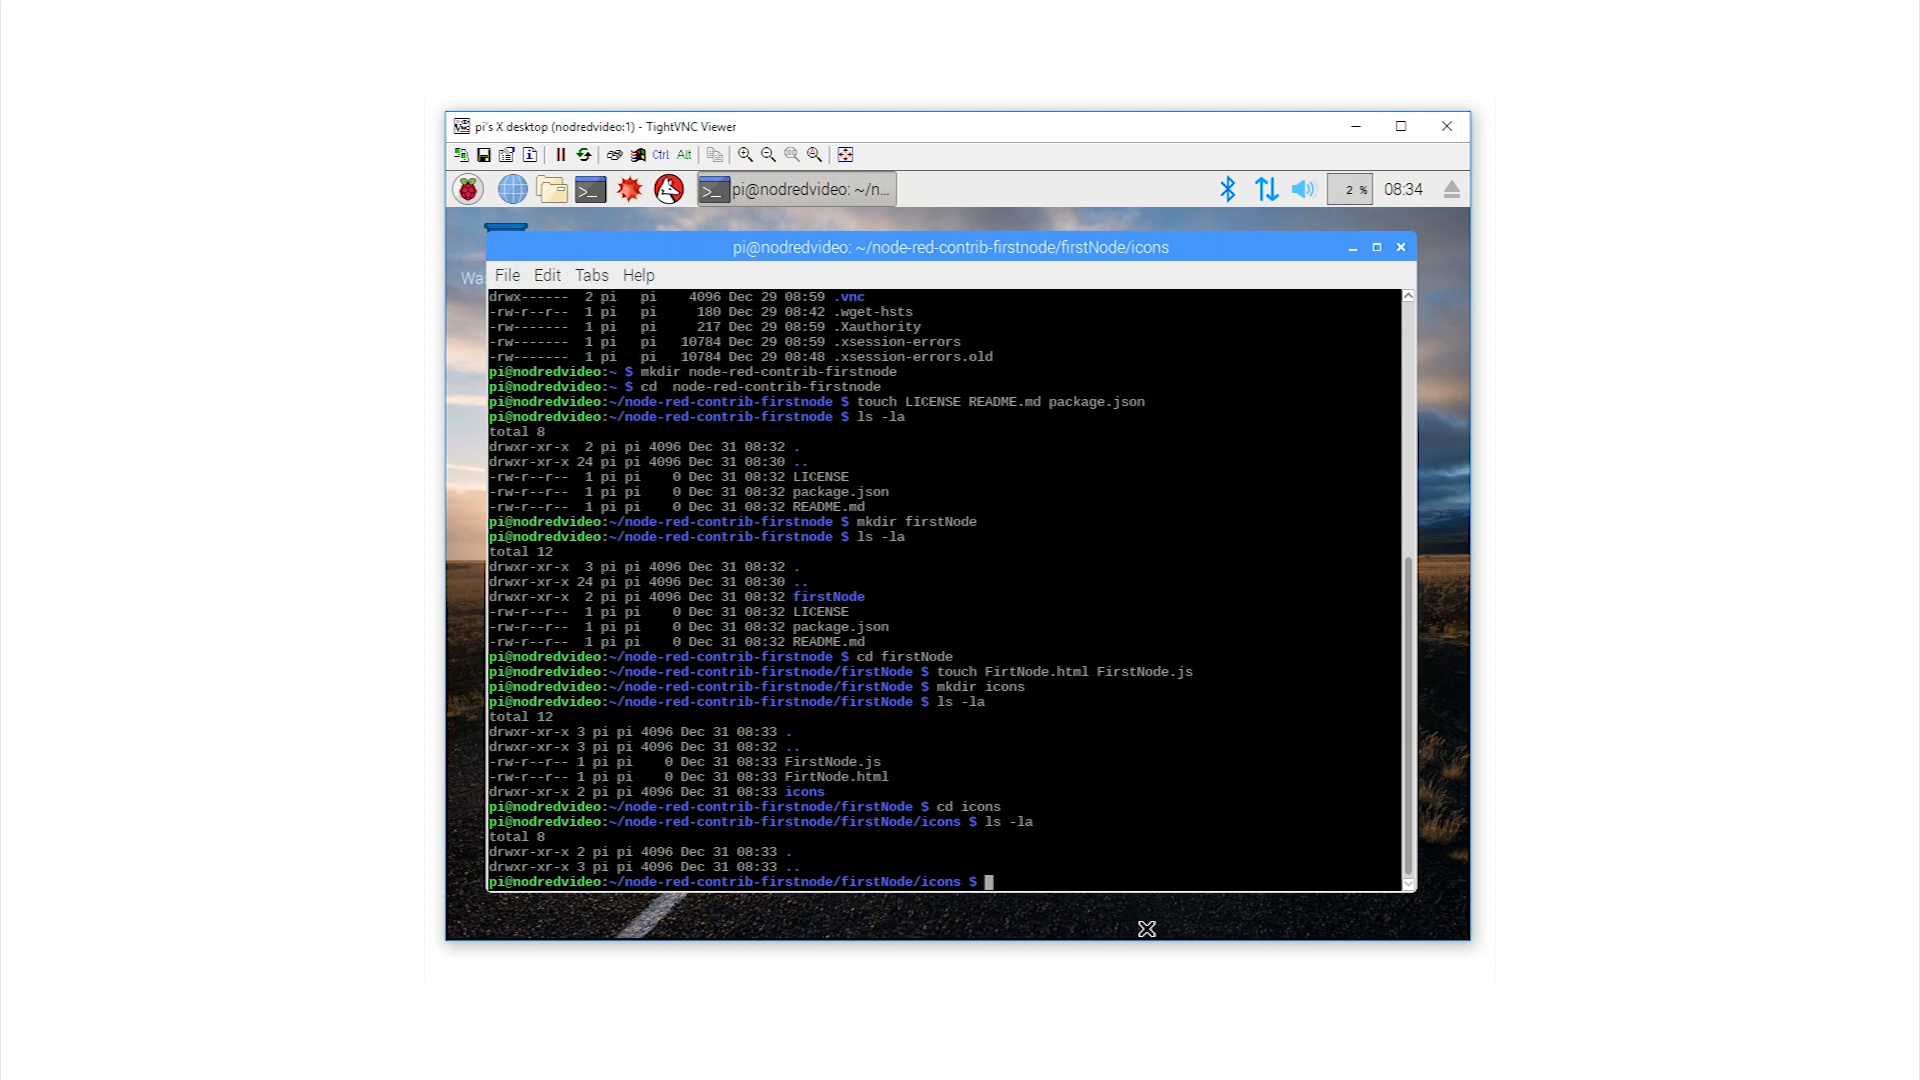 pi's X desktop (nodredvideo:1) - TightVNC Viewer
Ctrl Alt
pi@nodredvideo: ~/n... 2 % 08:34
Wa
pi@nodredvideo: ~/node-red-contrib-firstnode/firstNode/icons
File Edit Tabs Help
drwx------  2 pi   pi    4096 Dec 29 08:59 .vnc
-rw-r--r--  1 pi   pi     180 Dec 29 08:42 .wget-hsts
-rw-------  1 pi   pi     217 Dec 29 08:59 .Xauthority
-rw-------  1 pi   pi   10784 Dec 29 08:59 .xsession-errors
-rw-------  1 pi   pi   10784 Dec 29 08:48 .xsession-errors.old
pi@nodredvideo:~ $ mkdir node-red-contrib-firstnode
pi@nodredvideo:~ $ cd  node-red-contrib-firstnode
pi@nodredvideo:~/node-red-contrib-firstnode $ touch LICENSE README.md package.json
pi@nodredvideo:~/node-red-contrib-firstnode $ ls -la
total 8
drwxr-xr-x  2 pi pi 4096 Dec 31 08:32 .
drwxr-xr-x 24 pi pi 4096 Dec 31 08:30 ..
-rw-r--r--  1 pi pi    0 Dec 31 08:32 LICENSE
-rw-r--r--  1 pi pi    0 Dec 31 08:32 package.json
-rw-r--r--  1 pi pi    0 Dec 31 08:32 README.md
pi@nodredvideo:~/node-red-contrib-firstnode $ mkdir firstNode
pi@nodredvideo:~/node-red-contrib-firstnode $ ls -la
total 12
drwxr-xr-x  3 pi pi 4096 Dec 31 08:32 .
drwxr-xr-x 24 pi pi 4096 Dec 31 08:30 ..
drwxr-xr-x  2 pi pi 4096 Dec 31 08:32 firstNode
-rw-r--r--  1 pi pi    0 Dec 31 08:32 LICENSE
-rw-r--r--  1 pi pi    0 Dec 31 08:32 package.json
-rw-r--r--  1 pi pi    0 Dec 31 08:32 README.md
pi@nodredvideo:~/node-red-contrib-firstnode $ cd firstNode
pi@nodredvideo:~/node-red-contrib-firstnode/firstNode $ touch FirtNode.html FirstNode.js
pi@nodredvideo:~/node-red-contrib-firstnode/firstNode $ mkdir icons
pi@nodredvideo:~/node-red-contrib-firstnode/firstNode $ ls -la
total 12
drwxr-xr-x 3 pi pi 4096 Dec 31 08:33 .
drwxr-xr-x 3 pi pi 4096 Dec 31 08:32 ..
-rw-r--r-- 1 pi pi    0 Dec 31 08:33 FirstNode.js
-rw-r--r-- 1 pi pi    0 Dec 31 08:33 FirtNode.html
drwxr-xr-x 2 pi pi 4096 Dec 31 08:33 icons
pi@nodredvideo:~/node-red-contrib-firstnode/firstNode $ cd icons
pi@nodredvideo:~/node-red-contrib-firstnode/firstNode/icons $ ls -la
total 8
drwxr-xr-x 2 pi pi 4096 Dec 31 08:33 .
drwxr-xr-x 3 pi pi 4096 Dec 31 08:33 ..
pi@nodredvideo:~/node-red-contrib-firstnode/firstNode/icons $